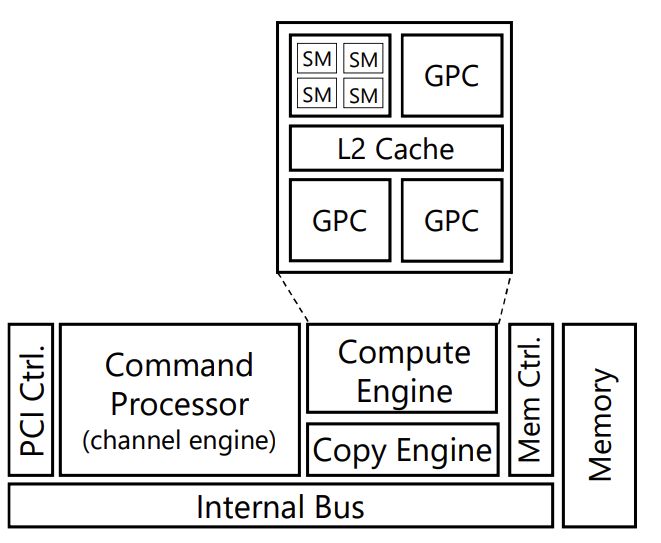 SM SM
SM SM
GPC
L2 Cache
GPC
GPC
PCI Ctrl.
Command
Processor
(channel engine)
Compute
Engine
Copy Engine
Mem Ctrl.
Memory
Internal Bus